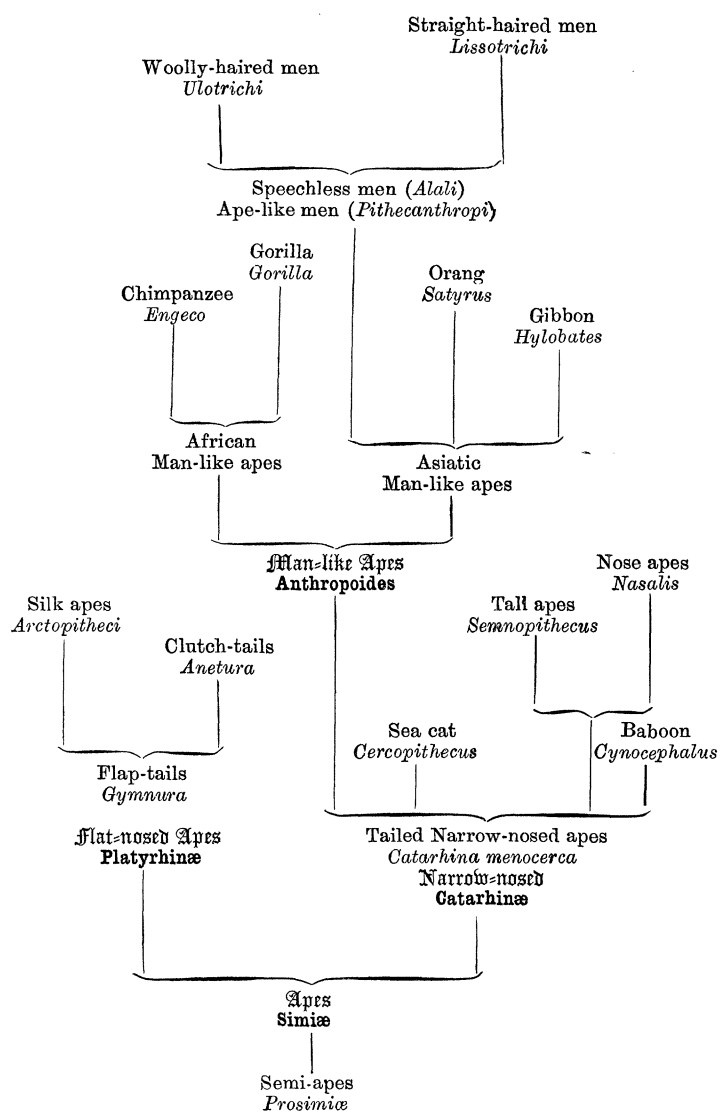 Straight-haired men
Lissotrichi
Woolly-haired men
Ulotrichi
Speechless men (Alali)
Ape-like men (Pithecanthropi)
Gorilla
Gorilla
Orang
Satyrus
Chimpanzee
Engeco
Gibbon
Hylobates
African
Man-like apes
Asiatic
Man-like apes
Man-like Apes
Anthropoides
Nose apes
Nasalis
Silk apes
Arctopitheci
Tall apes
Semnopithecus
Clutch-tails
Anetura
Sea cat
Cercopithecus
Baboon
Cynocephalus
Flap-tails
Gymnura
Flat-nosed Apes
Platyrhinæ
Tailed Narrow-nosed apes
Catarhina menocerca
Narrow-nosed
Catarhinæ
Apes
Simiæ
Semi-apes
Prosimiæ